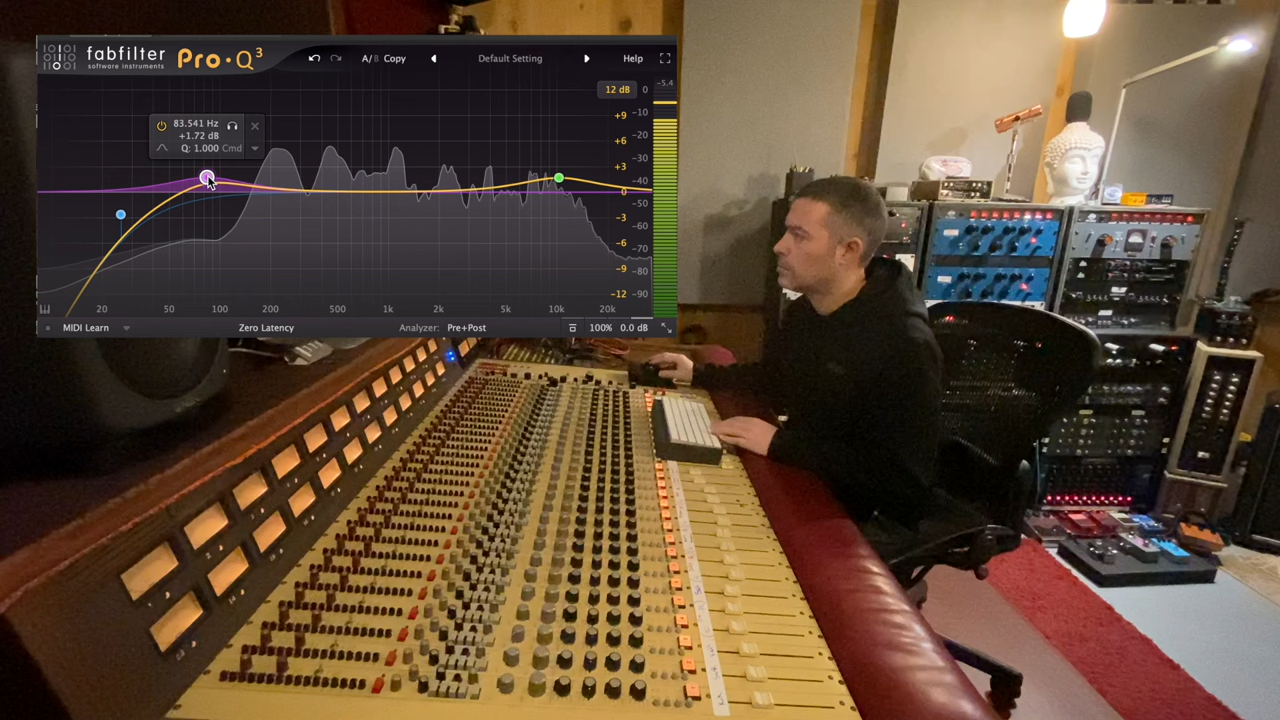 fabfilter
software instruments
Pro·Q³
A/B Copy
Default Setting
Help
-5.4
12 dB 0
83.541 Hz
+1.72 dB
Q: 1.000 Cmd
+9 -10
+6 -20
-30
+3
-40
0
-50
-3
-60
-6 -70
-9 -80
-12 -90
20 50 100 200 500 1k 2k 5k 10k 20k
MIDI Learn
Zero Latency
Analyzer: Pre+Post
100% 0.0 dB